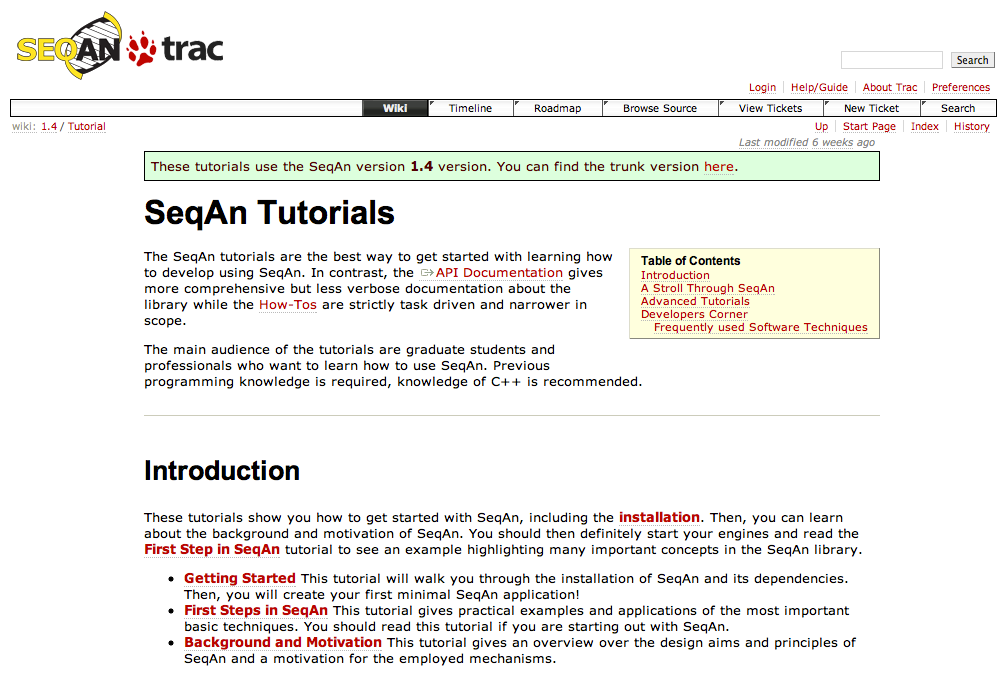 SEQAN trac
Search
Login Help/Guide About Trac Preferences
Wiki Timeline Roadmap Browse Source View Tickets New Ticket Search
wiki: 1.4 / Tutorial
Up Start Page Index History
Last modified 6 weeks ago
These tutorials use the SeqAn version 1.4 version. You can find the trunk version here.
SeqAn Tutorials
The SeqAn tutorials are the best way to get started with learning how
to develop using SeqAn. In contrast, the API Documentation gives
more comprehensive but less verbose documentation about the
library while the How-Tos are strictly task driven and narrower in
scope.
Table of Contents
Introduction
A Stroll Through SeqAn
Advanced Tutorials
Developers Corner
Frequently used Software Techniques
The main audience of the tutorials are graduate students and
professionals who want to learn how to use SeqAn. Previous
programming knowledge is required, knowledge of C++ is recommended.
Introduction
These tutorials show you how to get started with SeqAn, including the installation. Then, you can learn
about the background and motivation of SeqAn. You should then definitely start your engines and read the
First Step in SeqAn tutorial to see an example highlighting many important concepts in the SeqAn library.
• Getting Started This tutorial will walk you through the installation of SeqAn and its dependencies.
Then, you will create your first minimal SeqAn application!
• First Steps in SeqAn This tutorial gives practical examples and applications of the most important
basic techniques. You should read this tutorial if you are starting out with SeqAn.
• Background and Motivation This tutorial gives an overview over the design aims and principles of
SeqAn and a motivation for the employed mechanisms.